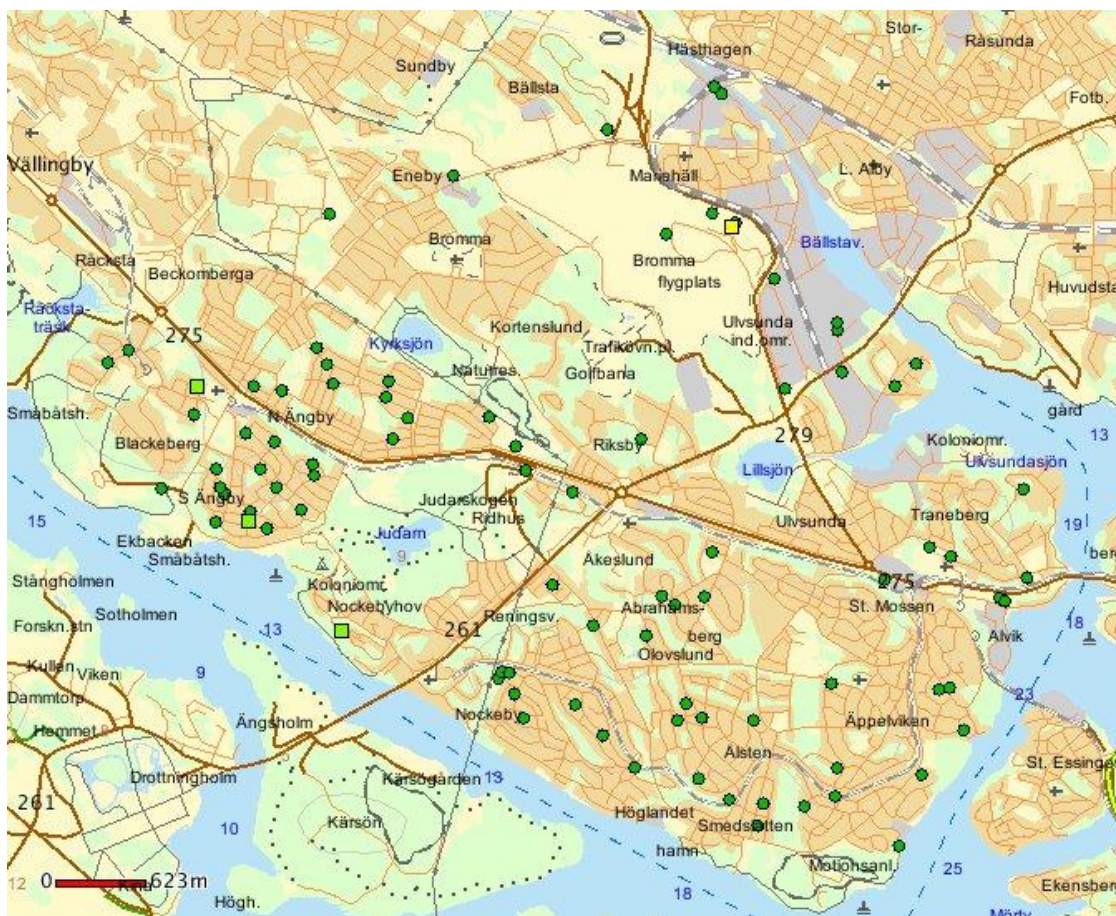 Stor-
Råsunda
Hästhagen
Sundby
Bällsta
Fotb.
Vällingby
Mariehäll
L. Alby
Eneby
Bromma
Bällstav.
Råcksta
Beckomberga
Bromma
flygplats
Huvudsta
Råcksta-
träsk
275
Kyrksjön
Kortenslund
Ulvsunda
ind.omr.
Trafikövn.pl.
Naturres.
Golfbana
Småbåtsh.
N Ängby
gård
Blackeberg
Riksby
279
Koloniomr.
13
Lillsjön
Ulvsundasjön
S Ängby
Judarskogen
Ridhus
Traneberg
15
Ulvsunda
19
Ekbacken
Judarn
Småbåtsh.
9
Åkeslund
Stångholmen
Koloniomr.
275
Nockebyhov
Abrahams-
St. Mossen
Sotholmen
Reningsv.
Forskn.stn
13
261
berg
Alvik
18
Olovslund
Kullen
Viken
9
Dammtorp
23
Nockeby
Ängsholm
Äppelviken
Hemmet
Ålsten
St. Essingen
Drottningholm
Kärsögården
13
261
Höglandet
10
Kärsön
Smedslätten
hamn
Motionsanl.
25
0 623m
12
18
Ekensberg
Högh.